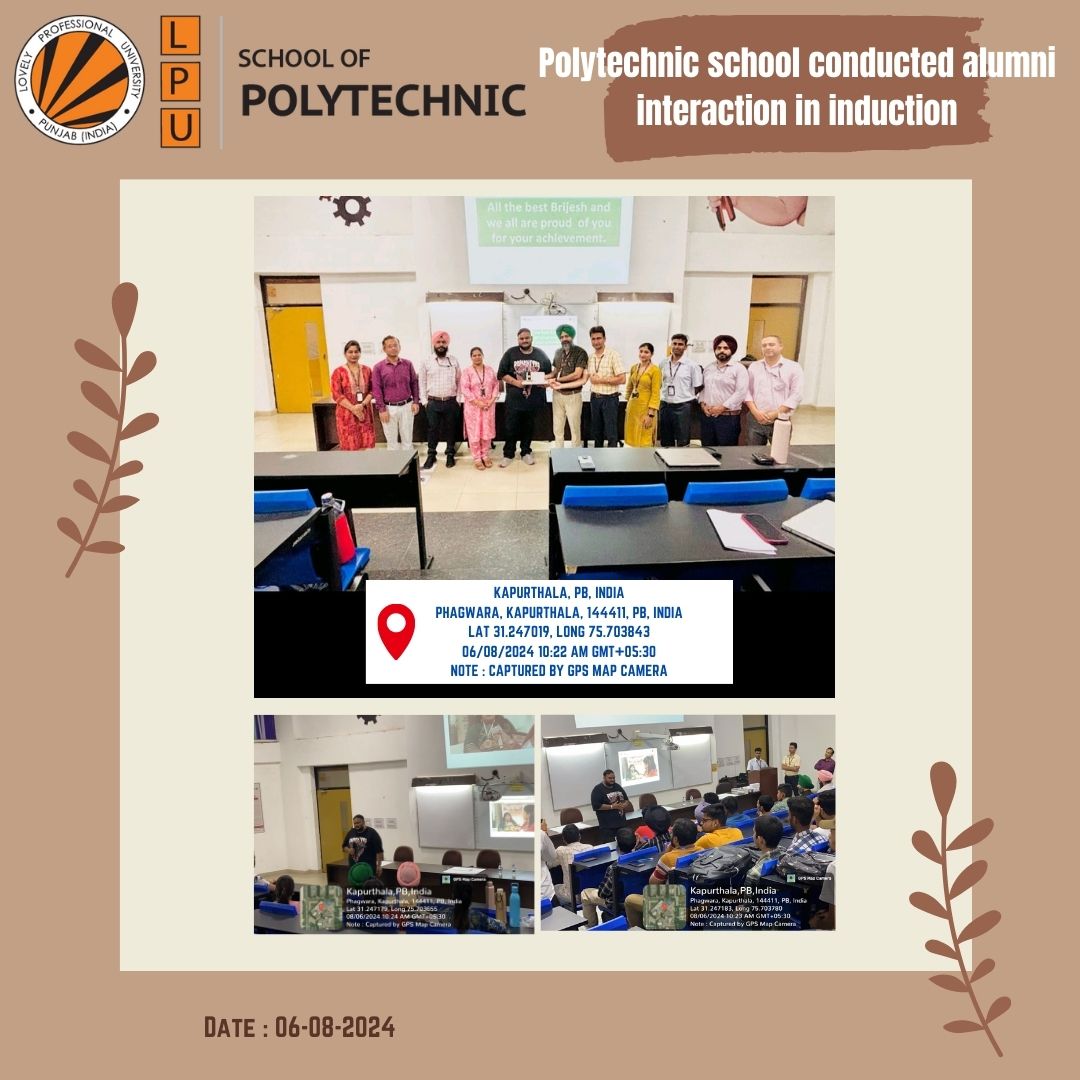 LOVELY PROFESSIONAL UNIVERSITY
PUNJAB (INDIA)
L
P
U
SCHOOL OF
POLYTECHNIC
Polytechnic school conducted alumni
interaction in induction
All the best Brijesh and
we all are proud of you
for your achievement.
KAPURTHALA, PB, INDIA
PHAGWARA, KAPURTHALA, 144411, PB, INDIA
LAT 31.247019, LONG 75.703843
06/08/2024 10:22 AM GMT+05:30
NOTE : CAPTURED BY GPS MAP CAMERA
GPS Map Camera
Kapurthala,PB,India
Phagwara, Kapurthala, 144411, PB, India
Lat 31.247179, Long 75.703655
08/06/2024 10:24 AM GMT+05:30
Note : Captured by GPS Map Camera
GPS Map Camera
Kapurthala,PB,India
Phagwara, Kapurthala, 144411, PB, India
Lat 31.247183, Long 75.703780
08/06/2024 10:23 AM GMT+05:30
Note : Captured by GPS Map Camera
Date : 06-08-2024